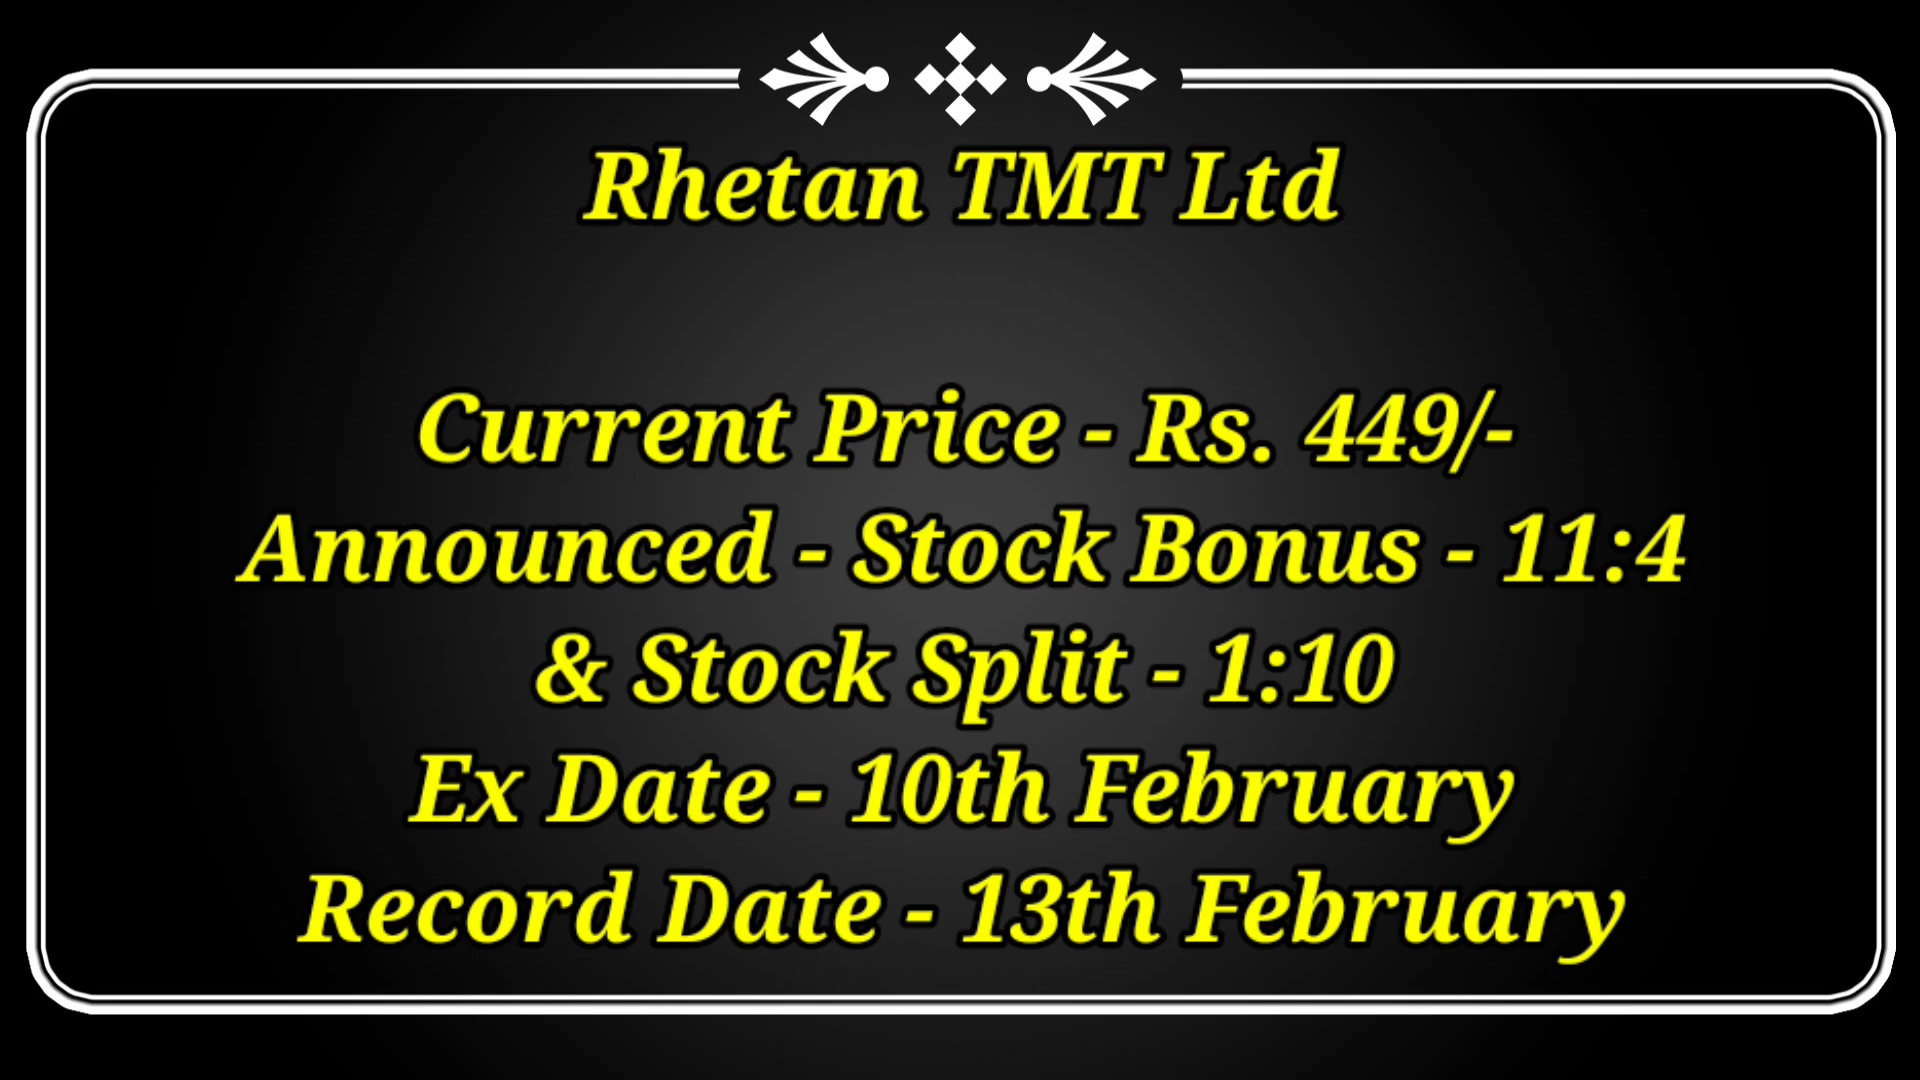 Rhetan TMT Ltd
Current Price - Rs. 449/-
Announced - Stock Bonus - 11:4
& Stock Split - 1:10
Ex Date - 10th February
Record Date - 13th February